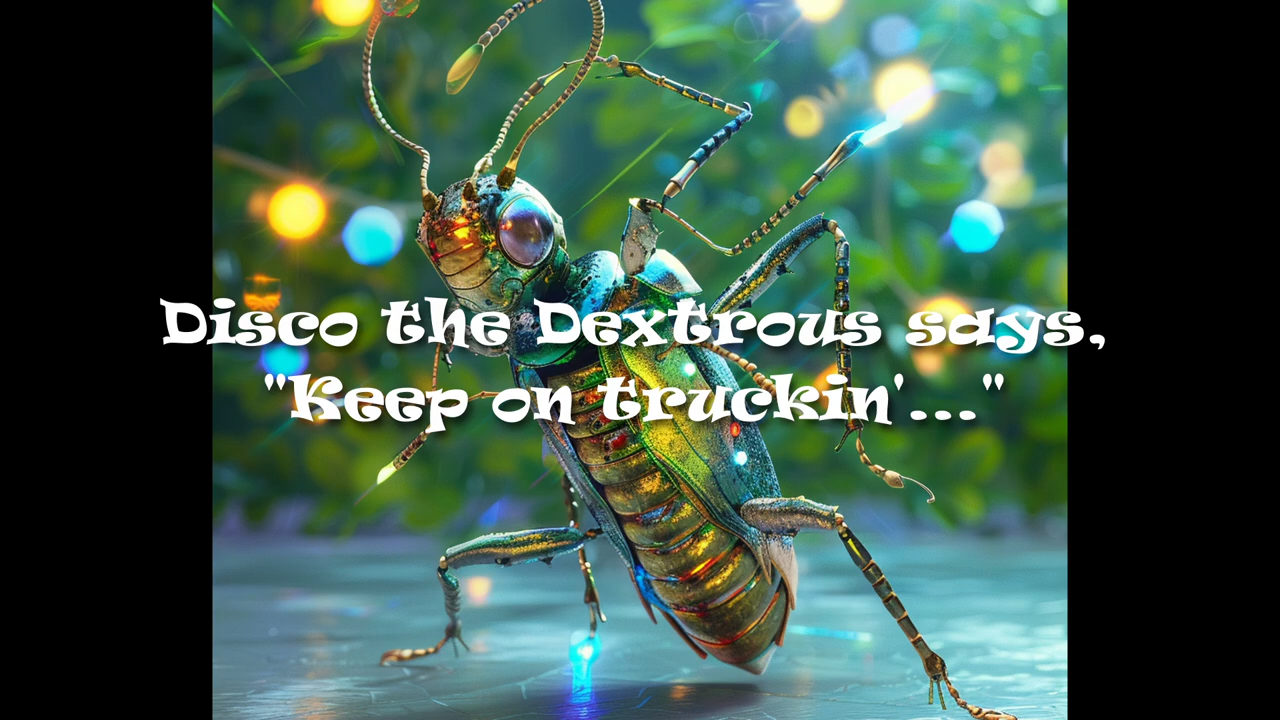 Disco the Dextrous says,
"Keep on truckin'..."